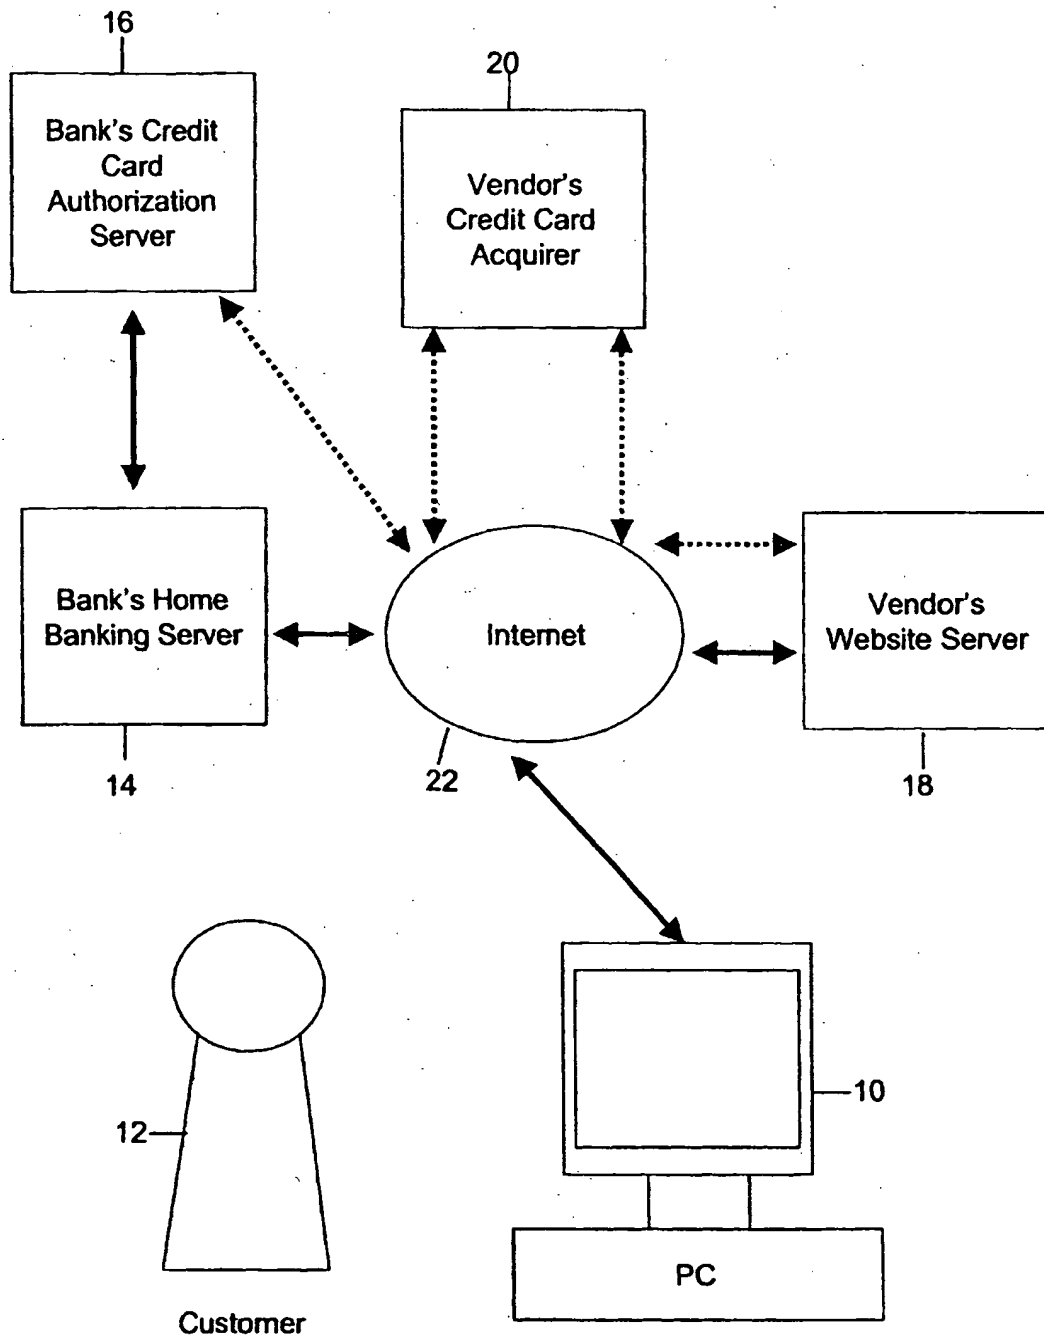 16
Bank's Credit
Card
Authorization
Server
20
Vendor's
Credit Card
Acquirer
Bank's Home
Banking Server
14
Internet
22
Vendor's
Website Server
18
12
Customer
10
PC